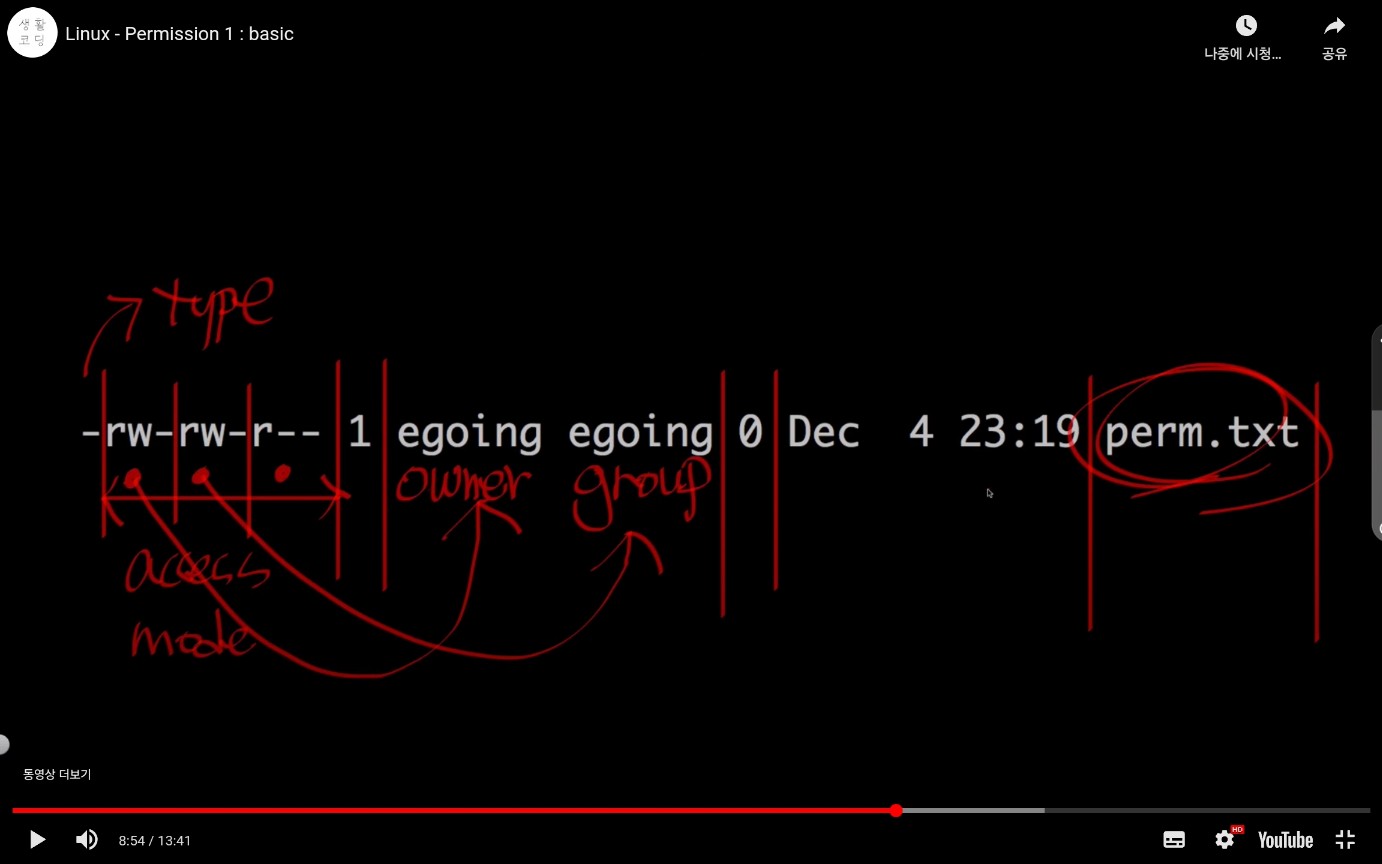 생활
코딩
Linux - Permission 1 : basic
나중에 시청...
공유
type
-rw-rw-r-- 1 egoing egoing 0 Dec  4 23:19 perm.txt
owner group
access
mode
동영상 더보기
8:54 / 13:41
HD
YouTube